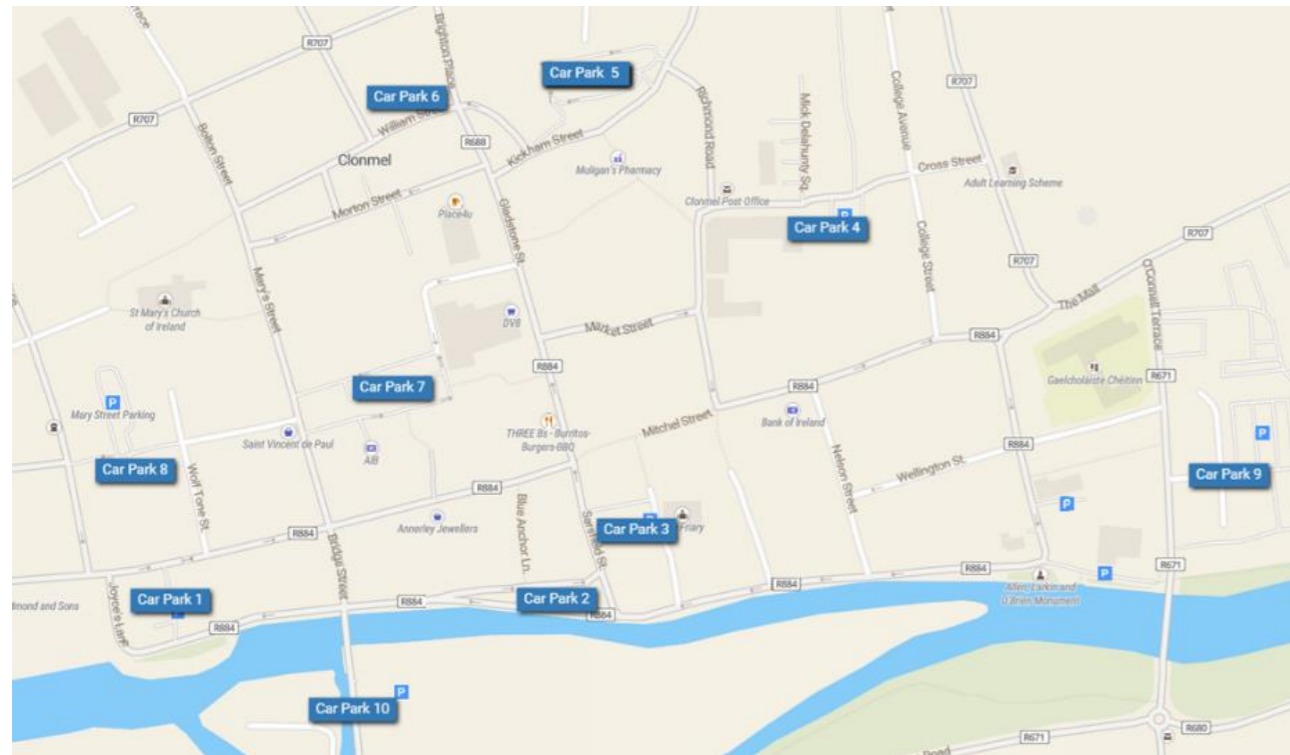 R707
Brighton Place
Car Park 5
R707
Car Park 6
William Street
R707
Bolton Street
R688
Kickham Street
Richmond Road
Mick Delahunty Sq.
College Avenue
Cross Street
Clonmel
Muligan's Pharmacy
Adult Learning Scheme
Morton Street
Place4u
Gladstone St.
Clonmel Post Office
Car Park 4
College Street
R707
R707
O'Connell Terrace
The Mall
St Mary's Church
of Ireland
Mary's Street
DV8
Market Street
R884
R884
Car Park 7
R884
Gaelcholáiste Chéitinn
R671
P
Mary Street Parking
Saint Vincent de Paul
AIB
THREE Bs - Burritos-
Burgers-BBQ
Mitchel Street
Bank of Ireland
P
R884
Car Park 8
Wolf Tone St.
Nelson Street
Wellington St.
Car Park 9
R884
Blue Anchor Ln.
Annerley Jewellers
Sarsfield St.
Car Park 3
Friary
P
R884
Bridge Street
Joyce's Lane
R884
R884
R671
P
Car Park 1
Car Park 2
R884
R884
Allen, Larkin and
O'Brien Monument
R884
P
Car Park 10
R671
R680
Road